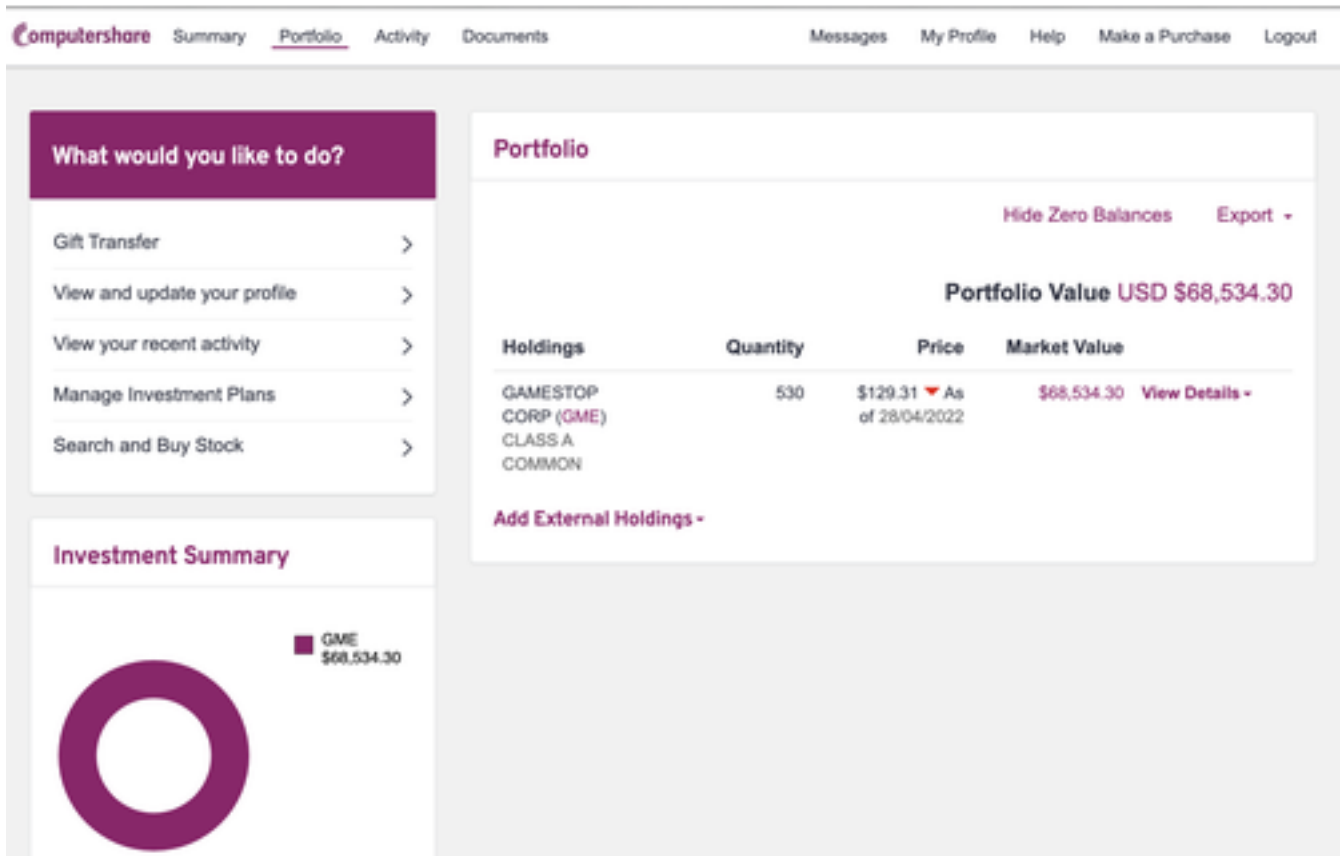 Computershare Summary Portfolio Activity Documents Messages My Profile Help Make a Purchase Logout
What would you like to do?
Gift Transfer
View and update your profile
View your recent activity
Manage Investment Plans
Search and Buy Stock
Investment Summary
GME
$68,534.30
Portfolio
Hide Zero Balances Export
Portfolio Value USD $68,534.30
Holdings Quantity Price Market Value
GAMESTOP 530 $129.31 As $68,534.30 View Details
CORP (GME) of 28/04/2022
CLASS A
COMMON
Add External Holdings